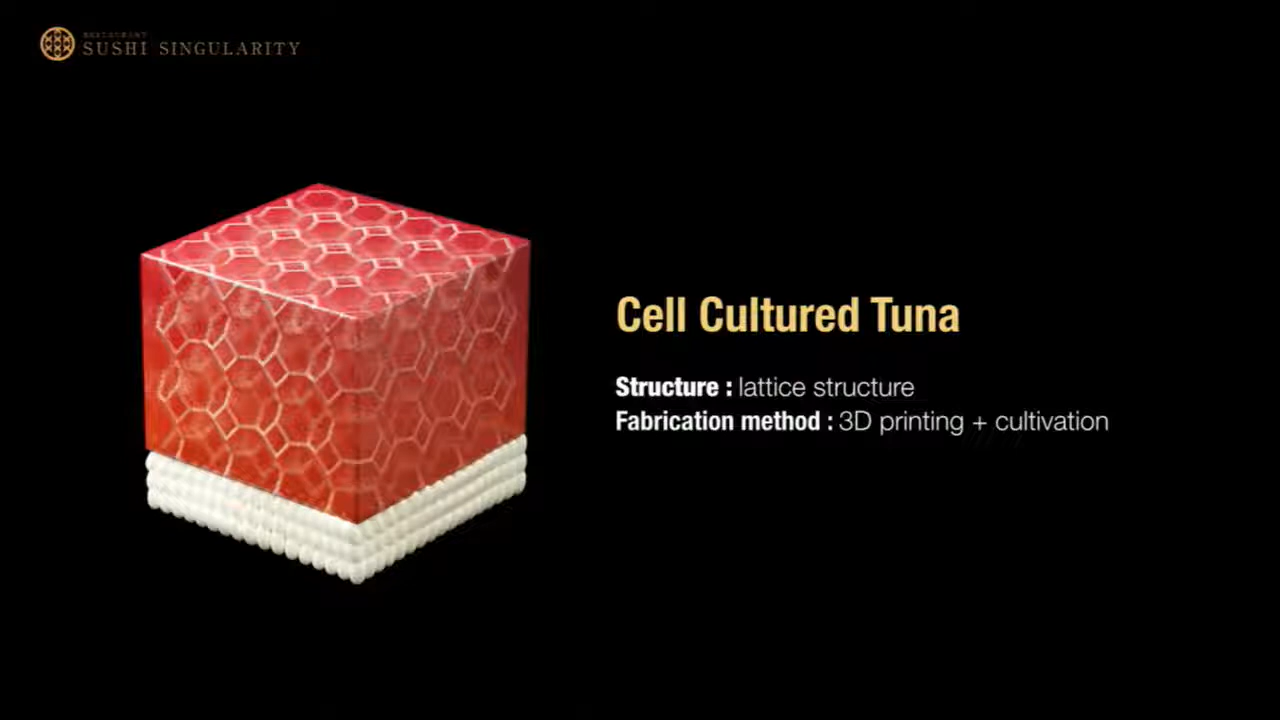 SUSHI SINGULARITY
Cell Cultured Tuna
Structure : lattice structure
Fabrication method : 3D printing + cultivation